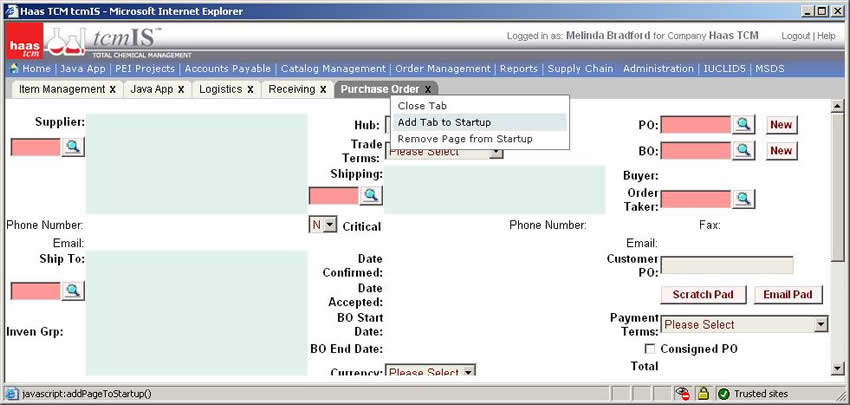 Haas TCM tcmIS - Microsoft Internet Explorer
haas tcm
tcmIS
TOTAL CHEMICAL MANAGEMENT
Logged in as: Melinda Bradford for Company Haas TCM
Logout | Help
Home | Java App | PEI Projects | Accounts Payable | Catalog Management | Order Management | Reports | Supply Chain Administration | IUCLID5 | MSDS
Item Management x Java App x Logistics x Receiving x Purchase Order x
Close Tab
Add Tab to Startup
Remove Page from Startup
Supplier:
Hub:
PO:
New
Trade Terms:
Please Select
BO:
New
Shipping:
Buyer:
Order Taker:
Phone Number:
N
Critical
Phone Number:
Fax:
Email:
Email:
Ship To:
Date Confirmed:
Customer PO:
Date Accepted:
Scratch Pad
Email Pad
Inven Grp:
BO Start Date:
Payment Terms:
Please Select
BO End Date:
Consigned PO
Currency:
Please Select
Total
javascript:addPageToStartup()
Trusted sites